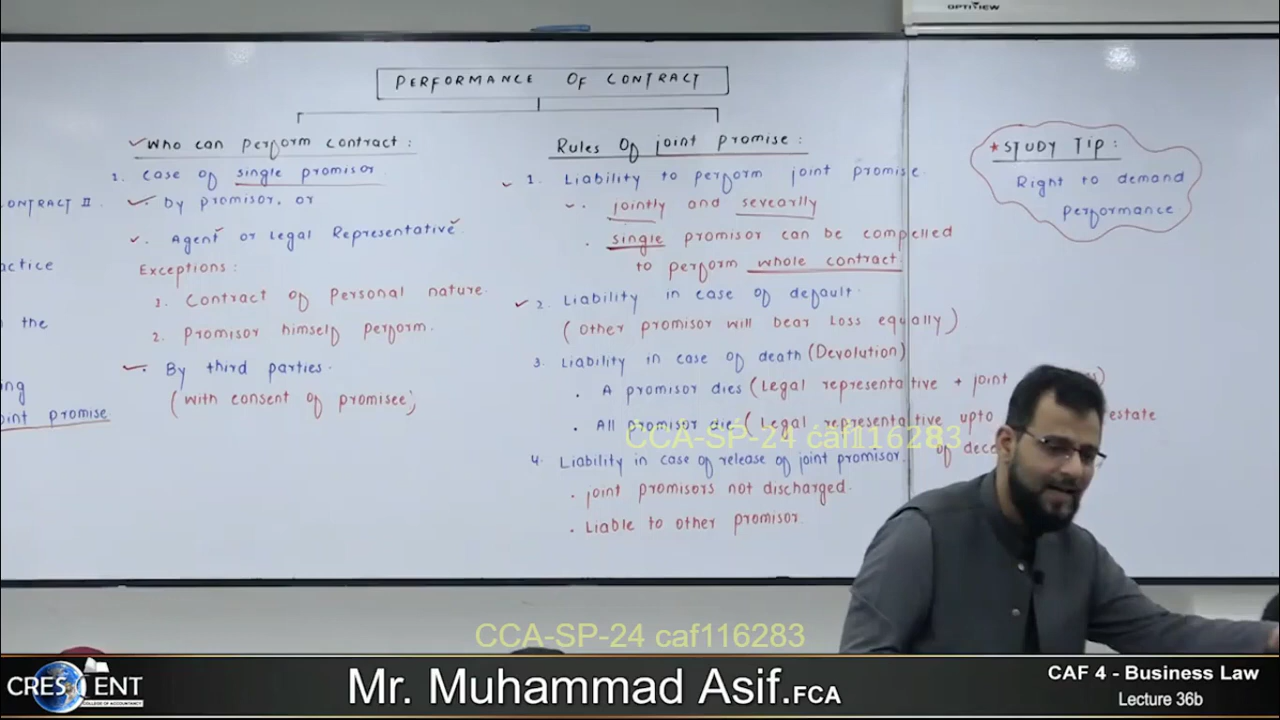 OPTIVIEW
PERFORMANCE OF CONTRACT
Who can perform contract:
1. Case of single promisor
• By promisor, or
• Agent or Legal Representative
Exceptions:
1. Contract of Personal nature.
2. Promisor himself perform.
• By third parties.
(with consent of promisee)
ONTRACT II.
actice
the
ing
oint promise
Rules Of joint promise:
1. Liability to perform joint promise.
• jointly and sevearlly
• single promisor can be compelled
to perform whole contract.
2. Liability in case of default.
(Other promisor will bear Loss equally)
3. Liability in case of death (Devolution)
• A promisor dies (Legal representative + joint
• All promisor die (Legal representative upto estate
of dece
4. Liability in case of release of joint promisor.
• joint promisors not discharged.
• Liable to other promisor.
* STUDY TIP:
Right to demand
performance
CCA-SP-24 caf116283
CCA-SP-24 caf116283
CRESCENT
COLLEGE OF ACCOUNTANCY
Mr. Muhammad Asif.FCA
CAF 4 - Business Law
Lecture 36b